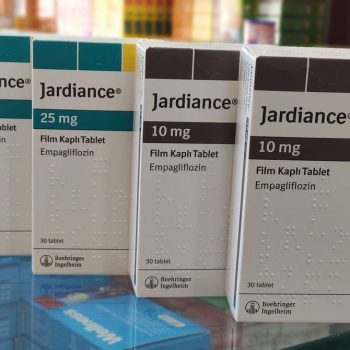 Jardiance®
25 mg
Film Kaplı Tablet
Empagliflozin
30 tablet
Boehringer
Ingelheim
Jardiance®
10 mg
Film Kaplı Tablet
Empagliflozin
30 tablet
Boehringer
Ingelheim
Jardiance®
10 mg
Film Kaplı Tablet
Empagliflozin
30 tablet
Boehringer
Ingelheim
Wellness